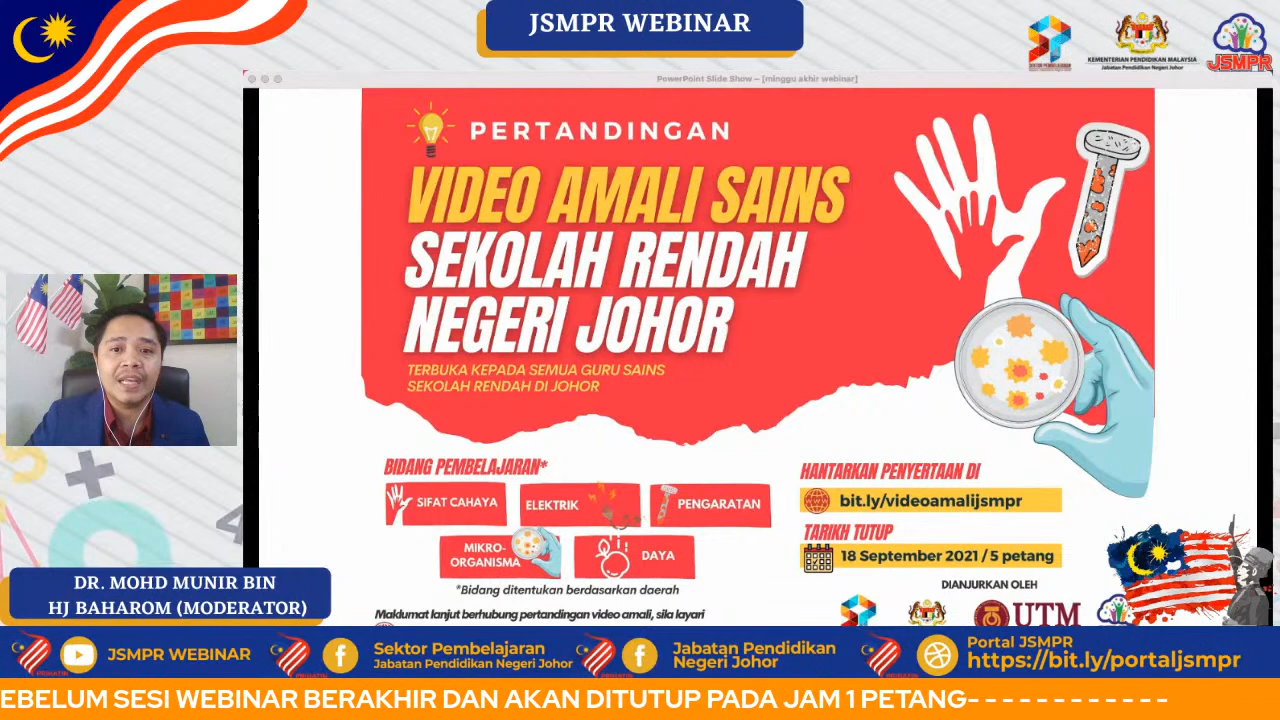 JSMPR WEBINAR
SEKTOR PEMBELAJARAN
KEMENTERIAN PENDIDIKAN MALAYSIA
Jabatan Pendidikan Negeri Johor
JSMPR
PowerPoint Slide Show – [minggu akhir webinar]
PERTANDINGAN
VIDEO AMALI SAINS
SEKOLAH RENDAH
NEGERI JOHOR
TERBUKA KEPADA SEMUA GURU SAINS
SEKOLAH RENDAH DI JOHOR
BIDANG PEMBELAJARAN*
SIFAT CAHAYA
ELEKTRIK
PENGARATAN
MIKRO-
ORGANISMA
DAYA
*Bidang ditentukan berdasarkan daerah
Maklumat lanjut berhubung pertandingan video amali, sila layari
HANTARKAN PENYERTAAN DI
bit.ly/videoamalijsmpr
TARIKH TUTUP
18 September 2021 / 5 petang
DIANJURKAN OLEH
UTM
DR. MOHD MUNIR BIN
HJ BAHAROM (MODERATOR)
JSMPR WEBINAR
Sektor Pembelajaran
Jabatan Pendidikan Negeri Johor
Jabatan Pendidikan
Negeri Johor
Portal JSMPR
https://bit.ly/portaljsmpr
EBELUM SESI WEBINAR BERAKHIR DAN AKAN DITUTUP PADA JAM 1 PETANG- - - - - - - - - - - -